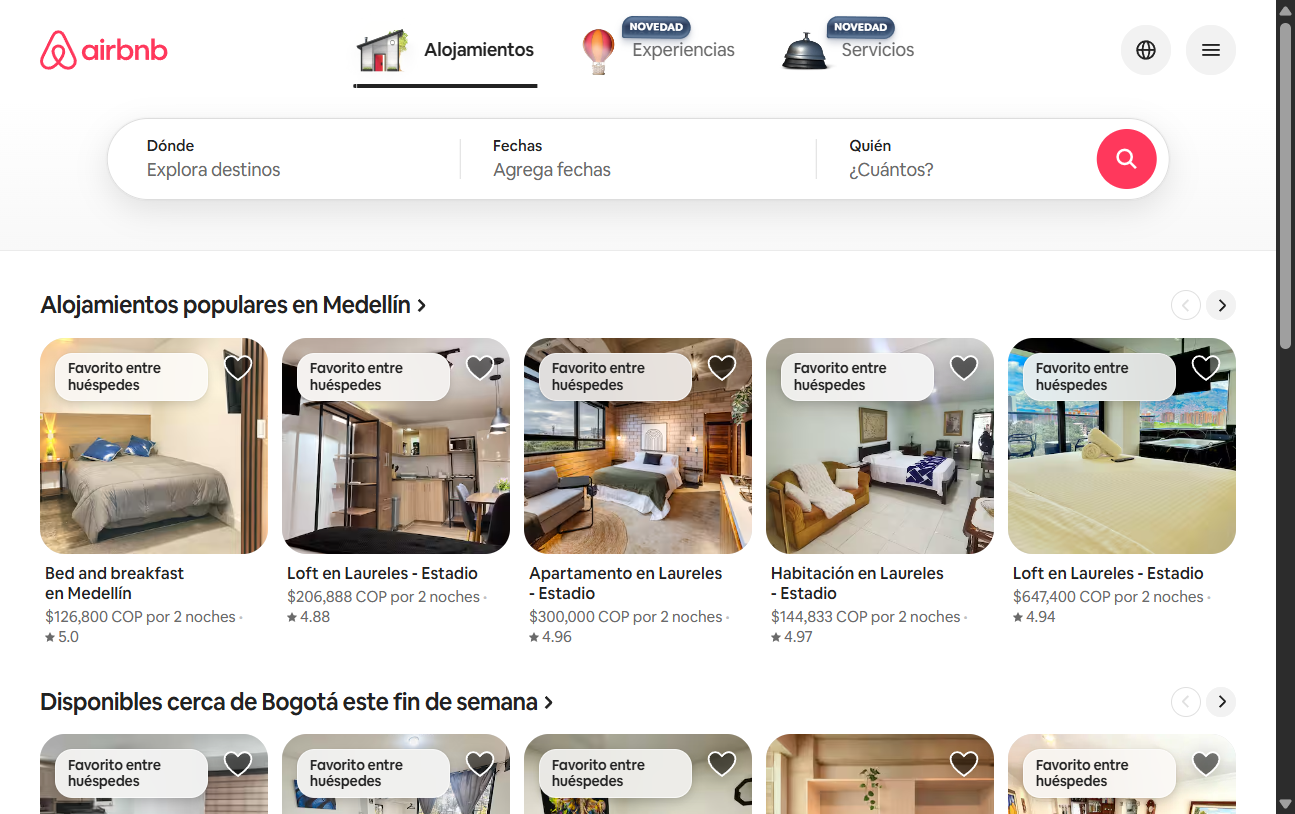 airbnb
Alojamientos
NOVEDAD
Experiencias
NOVEDAD
Servicios
Dónde
Explora destinos
Fechas
Agrega fechas
Quién
¿Cuántos?
Alojamientos populares en Medellín
Favorito entre
huéspedes
Favorito entre
huéspedes
Favorito entre
huéspedes
Favorito entre
huéspedes
Favorito entre
huéspedes
Bed and breakfast
en Medellín
$126,800 COP por 2 noches ·
★ 5.0
Loft en Laureles - Estadio
$206,888 COP por 2 noches ·
★ 4.88
Apartamento en Laureles
- Estadio
$300,000 COP por 2 noches ·
★ 4.96
Habitación en Laureles
- Estadio
$144,833 COP por 2 noches ·
★ 4.97
Loft en Laureles - Estadio
$647,400 COP por 2 noches ·
★ 4.94
Disponibles cerca de Bogotá este fin de semana
Favorito entre
huéspedes
Favorito entre
huéspedes
Favorito entre
huéspedes
Favorito entre
huéspedes